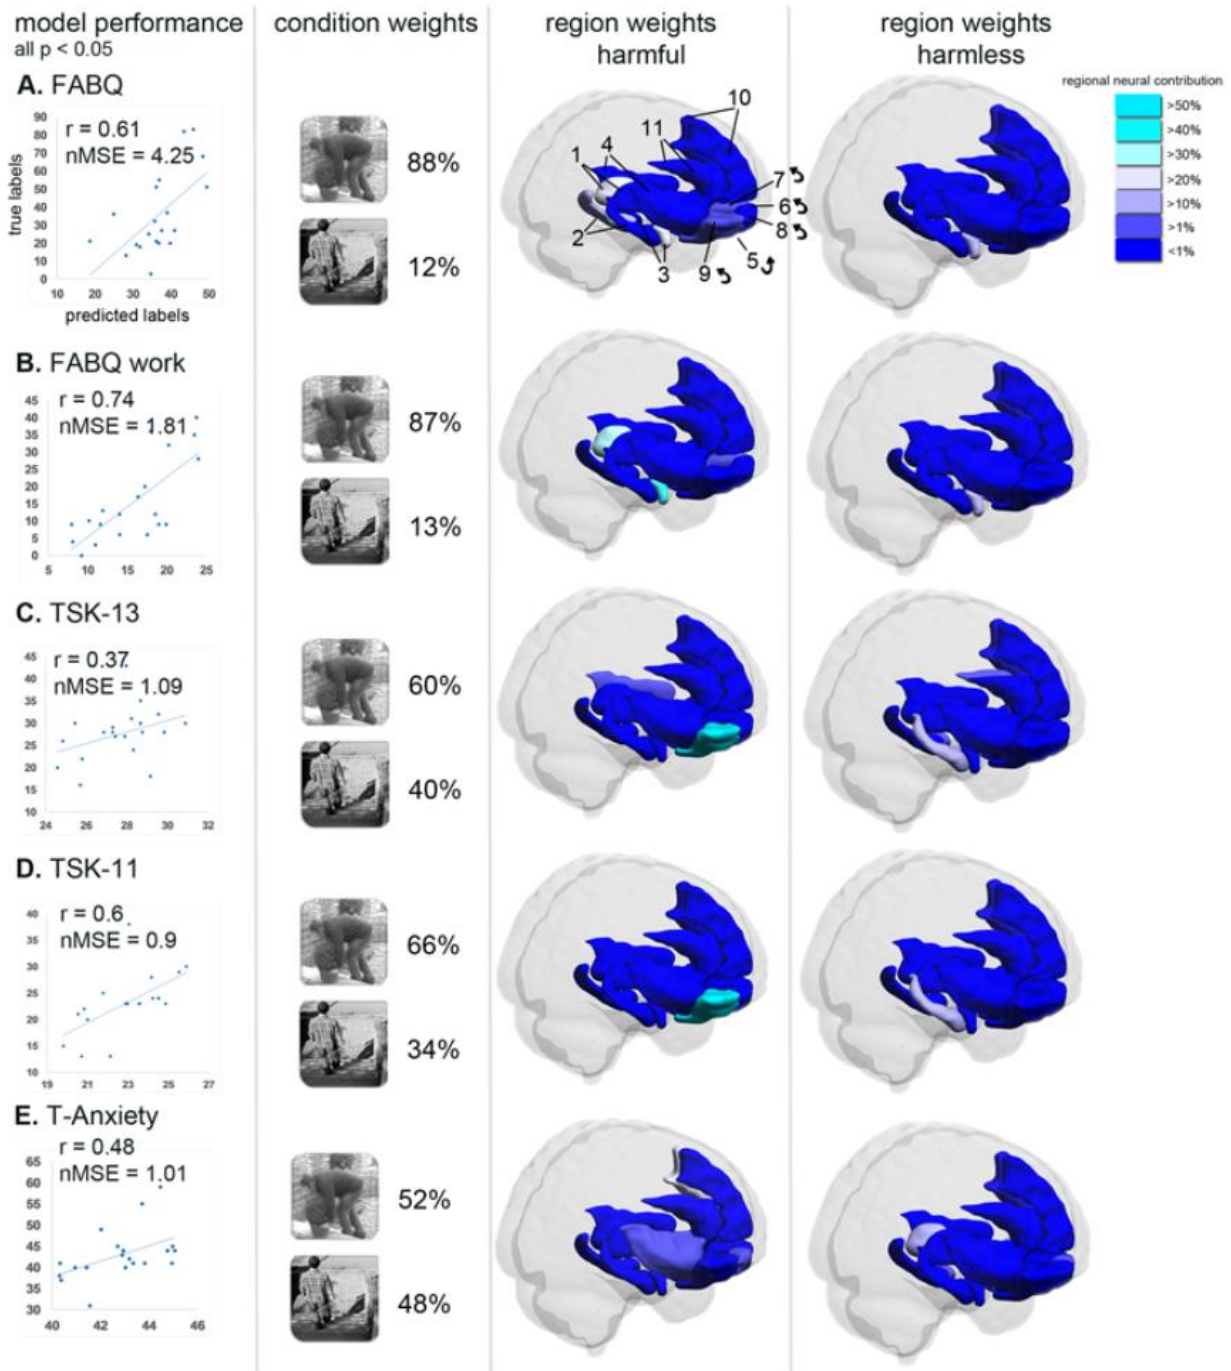 model performance
all p < 0.05
condition weights
region weights
harmful
region weights
harmless
regional neural contribution
>50%
>40%
>30%
>20%
>10%
>1%
<1%
A. FABQ
r = 0.61
nMSE = 4.25
true labels
90
80
70
60
50
40
30
20
10
0
10 20 30 40 50
predicted labels
88%
12%
1
2
3
4
5
6
7
8
9
10
11
B. FABQ work
r = 0.74
nMSE = 1.81
45
40
35
30
25
20
15
10
5
0
5 10 15 20 25
87%
13%
C. TSK-13
r = 0.37
nMSE = 1.09
45
40
35
30
25
20
15
10
24 26 28 30 32
60%
40%
D. TSK-11
r = 0.6
nMSE = 0.9
40
35
30
25
20
15
10
19 21 23 25 27
66%
34%
E. T-Anxiety
r = 0.48
nMSE = 1.01
65
60
55
50
45
40
35
30
40 42 44 46
52%
48%